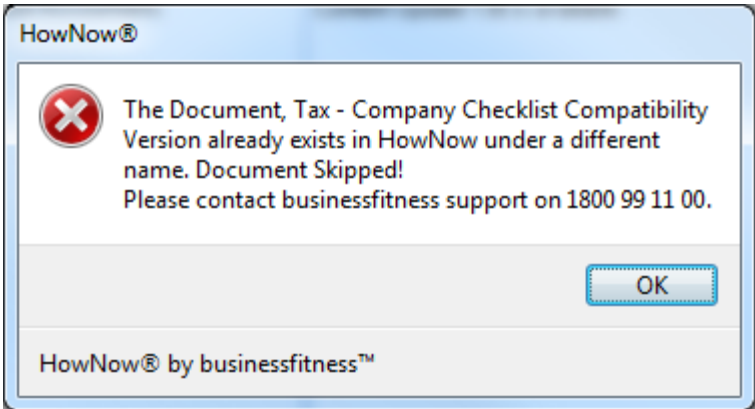 HowNow®
The Document, Tax - Company Checklist Compatibility
Version already exists in HowNow under a different
name. Document Skipped!
Please contact businessfitness support on 1800 99 11 00.
OK
HowNow® by businessfitness™